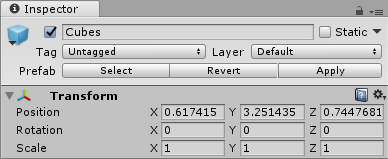 Inspector
Cubes Static
Tag Untagged Layer Default
Prefab Select Revert Apply
Transform
Position X 0.617415 Y 3.251435 Z 0.7447681
Rotation X 0 Y 0 Z 0
Scale X 1 Y 1 Z 1